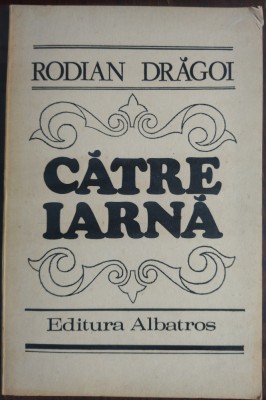 RODIAN DRĂGOI
CĂTRE
IARNĂ
Editura Albatros